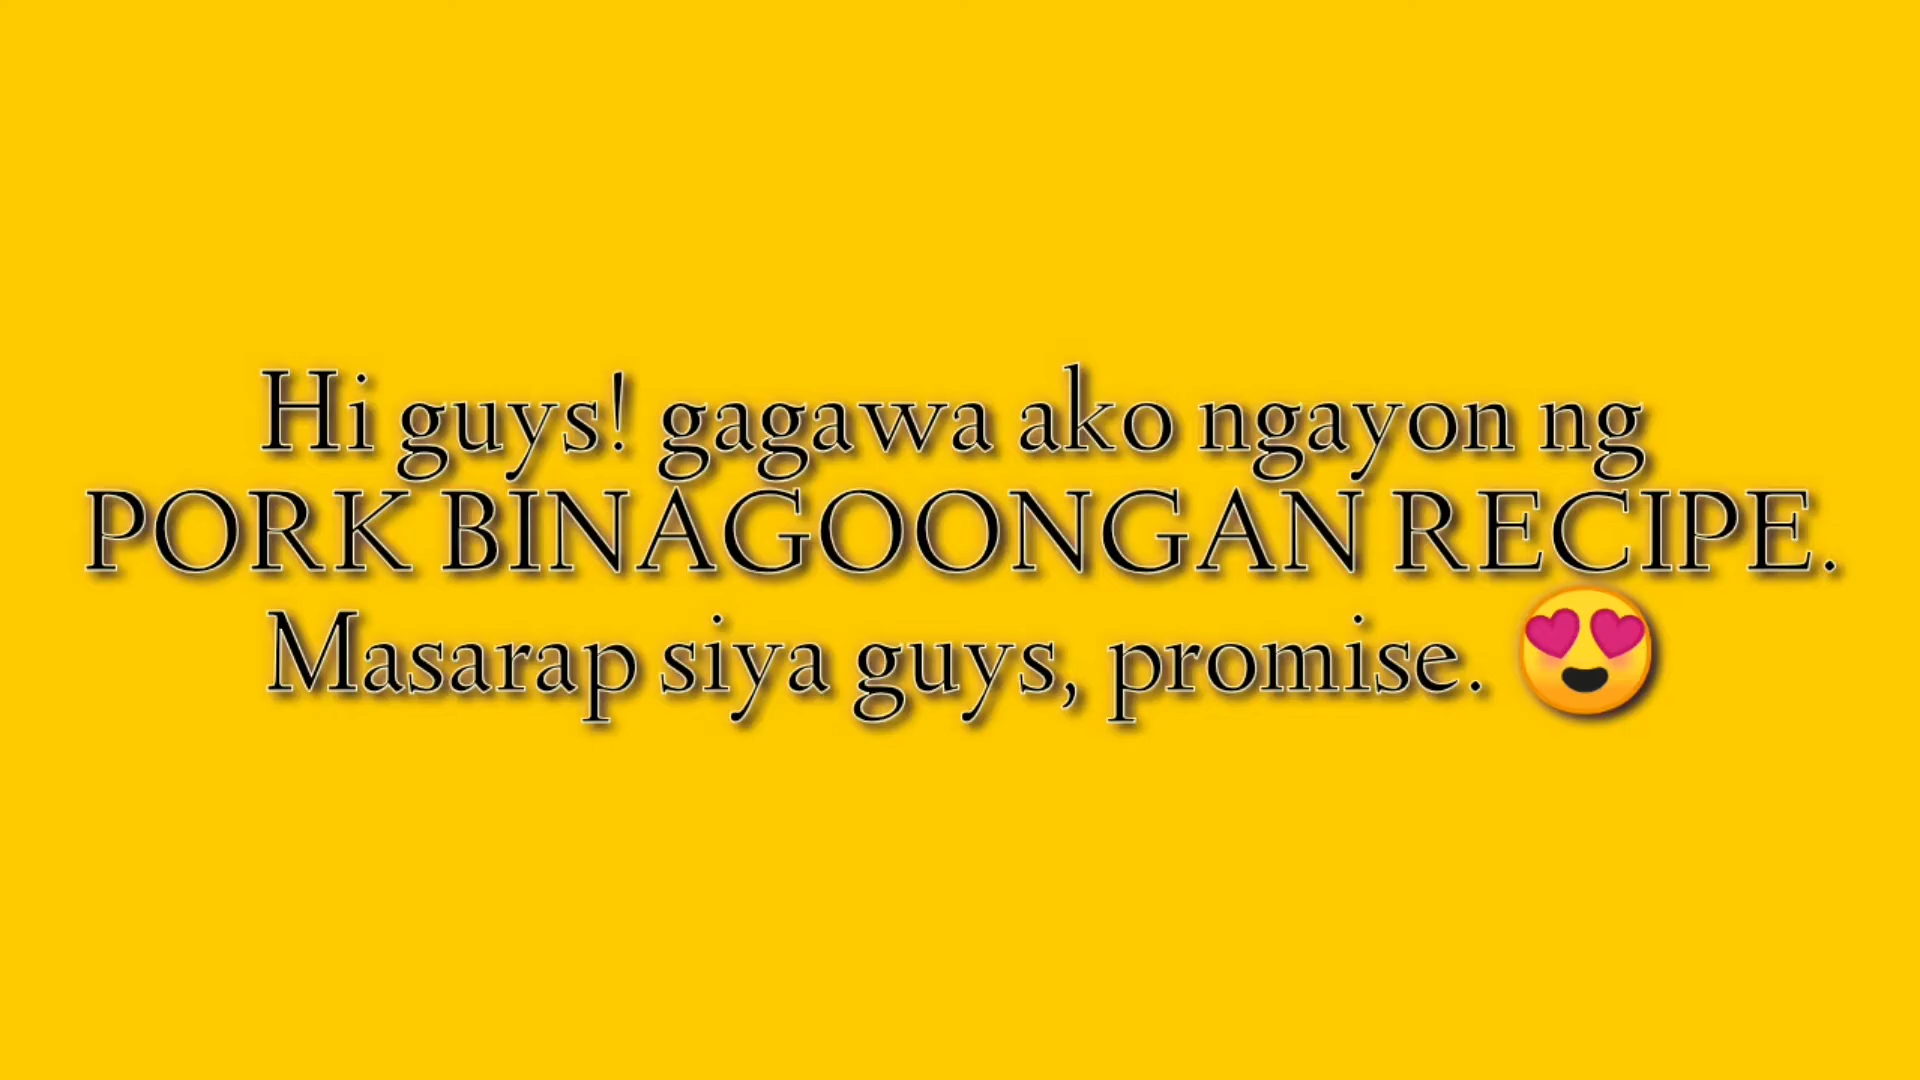 Hi guys! gagawa ako ngayon ng
PORK BINAGOONGAN RECIPE.
Masarap siya guys, promise. 😍